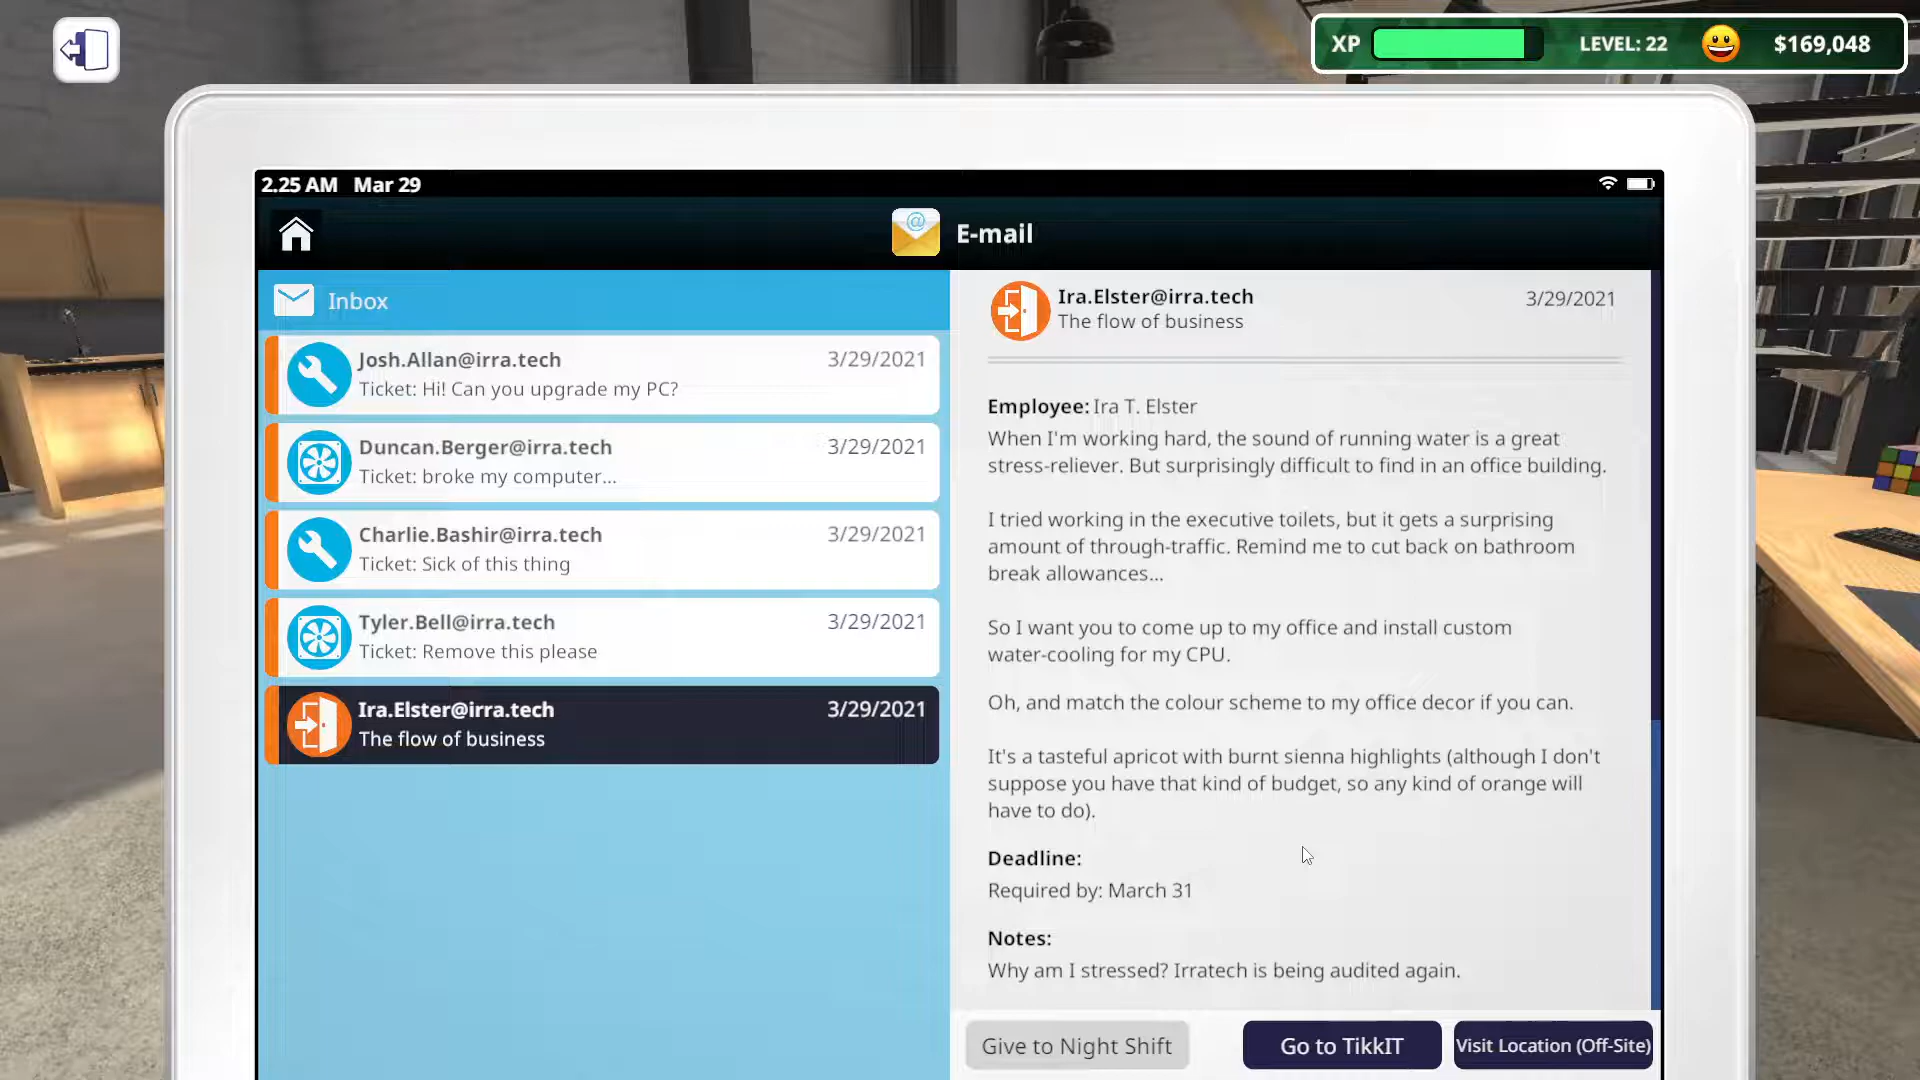 XP
LEVEL: 22
$169,048
2.25 AM Mar 29
E-mail
Inbox
Josh.Allan@irra.tech
3/29/2021
Ticket: Hi! Can you upgrade my PC?
Duncan.Berger@irra.tech
3/29/2021
Ticket: broke my computer...
Charlie.Bashir@irra.tech
3/29/2021
Ticket: Sick of this thing
Tyler.Bell@irra.tech
3/29/2021
Ticket: Remove this please
Ira.Elster@irra.tech
3/29/2021
The flow of business
Ira.Elster@irra.tech
3/29/2021
The flow of business
Employee: Ira T. Elster
When I'm working hard, the sound of running water is a great
stress-reliever. But surprisingly difficult to find in an office building.
I tried working in the executive toilets, but it gets a surprising
amount of through-traffic. Remind me to cut back on bathroom
break allowances...
So I want you to come up to my office and install custom
water-cooling for my CPU.
Oh, and match the colour scheme to my office decor if you can.
It's a tasteful apricot with burnt sienna highlights (although I don't
suppose you have that kind of budget, so any kind of orange will
have to do).
Deadline:
Required by: March 31
Notes:
Why am I stressed? Irratech is being audited again.
Give to Night Shift
Go to TikkIT
Visit Location (Off-Site)